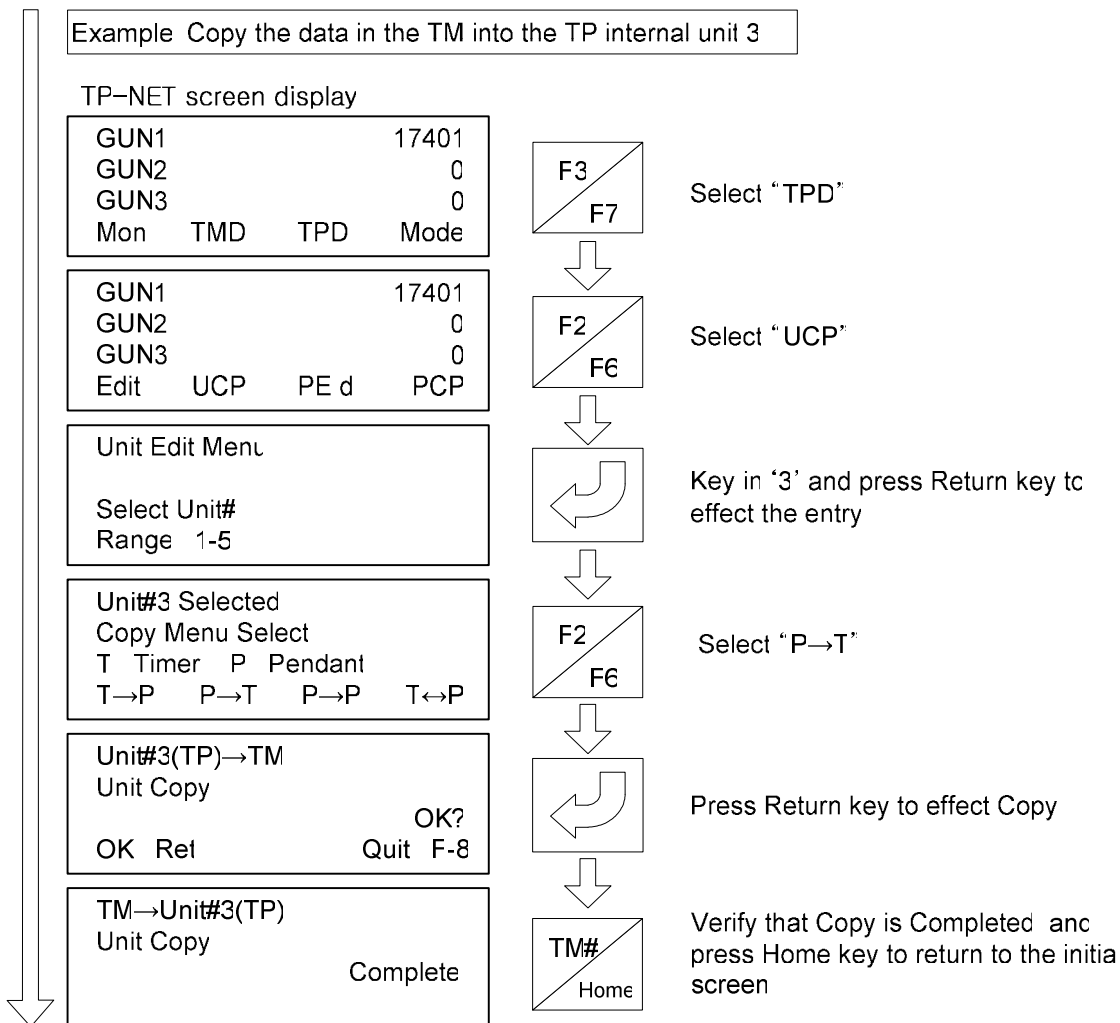 Example Copy the data in the TM into the TP internal unit 3
TP-NET screen display
GUN1 17401
GUN2 0
GUN3 0
Mon TMD TPD Mode
F3
F7
Select “TPD”
GUN1 17401
GUN2 0
GUN3 0
Edit UCP PE d PCP
F2
F6
Select “UCP”
Unit Edit Menu
Select Unit#
Range 1-5
Key in ‘3’ and press Return key to
effect the entry
Unit#3 Selected
Copy Menu Select
T Timer P Pendant
T→P P→T P→P T↔P
F2
F6
Select “P→T”
Unit#3(TP)→TM
Unit Copy
OK?
OK Ret Quit F-8
Press Return key to effect Copy
TM→Unit#3(TP)
Unit Copy
Complete
TM#
Home
Verify that Copy is Completed and
press Home key to return to the initia
screen